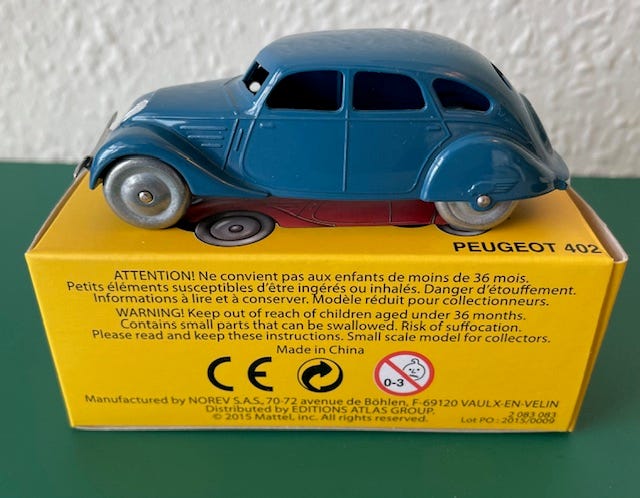 PEUGEOT 402
ATTENTION! Ne convient pas aux enfants de moins de 36 mois.
Petits éléments susceptibles d'être ingérés ou inhalés. Danger d'étouffement.
Informations à lire et à conserver. Modèle réduit pour collectionneurs.
WARNING! Keep out of reach of children aged under 36 months.
Contains small parts that can be swallowed. Risk of suffocation.
Please read and keep these instructions. Small scale model for collectors.
Made in China
CE
0-3
Manufactured by NOREV S.A.S., 70-72 avenue de Böhlen, F-69120 VAULX-EN-VELIN
Distributed by EDITIONS ATLAS GROUP.
© 2015 Mattel, inc. All rights reserved.
2 083 083
Lot PO : 2015/0009